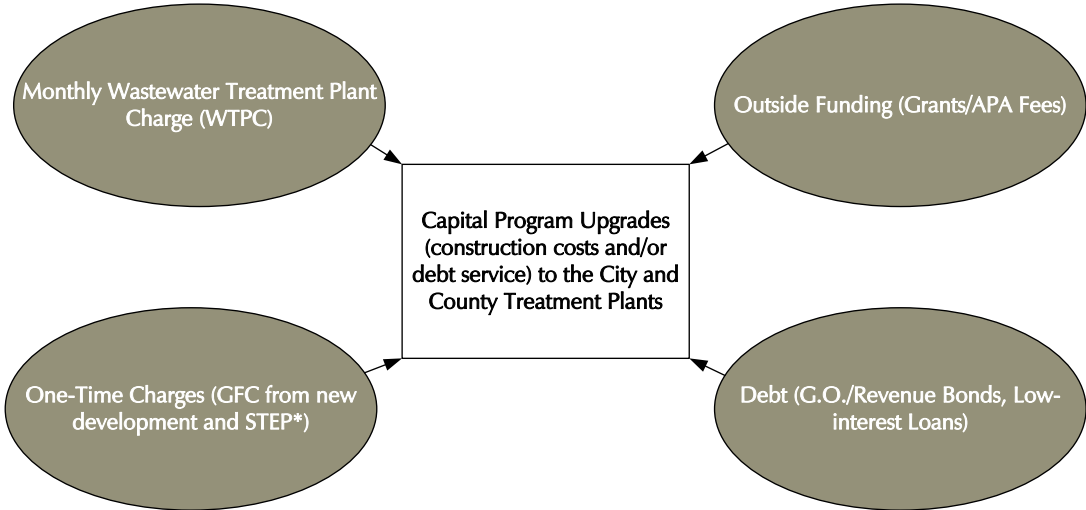 Monthly Wastewater Treatment Plant
Charge (WTPC)
Outside Funding (Grants/APA Fees)
Capital Program Upgrades
(construction costs and/or
debt service) to the City and
County Treatment Plants
One-Time Charges (GFC from new
development and STEP*)
Debt (G.O./Revenue Bonds, Low-
interest Loans)